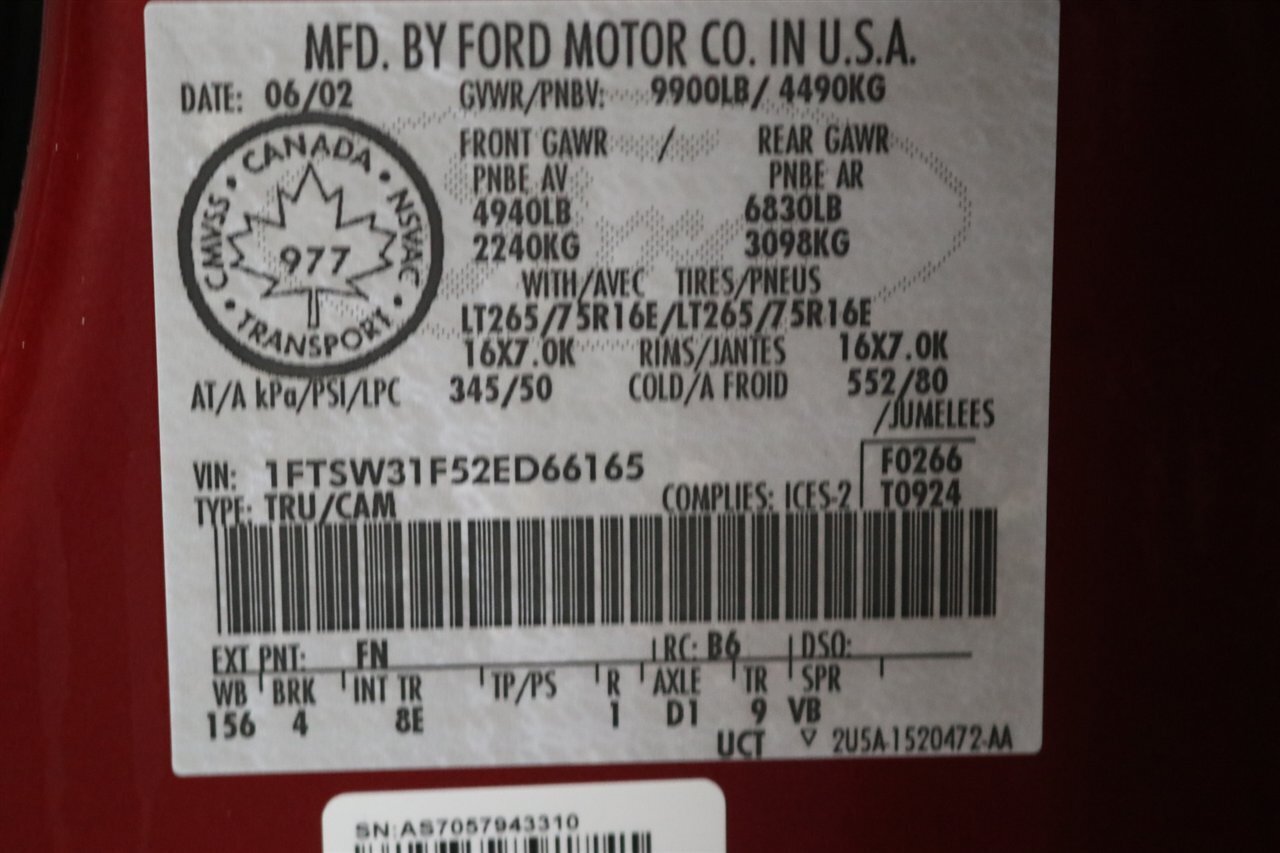 MFD. BY FORD MOTOR CO. IN U.S.A.
DATE: 06/02 GVWR/PNBV: 9900LB/ 4490KG
CANADA • NSVAC • TRANSPORT • CMVSS •
977
FRONT GAWR / REAR GAWR
PNBE AV PNBE AR
4940LB 6830LB
2240KG 3098KG
WITH/AVEC TIRES/PNEUS
LT265/75R16E/LT265/75R16E
16X7.0K RIMS/JANTES 16X7.0K
AT/A kPa/PSI/LPC 345/50 COLD/A FROID 552/80
/JUMELEES
VIN: 1FTSW31F52ED66165 F0266
TYPE: TRU/CAM COMPLIES: ICES-2 T0924
EXT PNT: FN RC: B6 DSO:
WB BRK INT TR TP/PS R AXLE TR SPR
156 4 8E 1 D1 9 VB
UCT ▽ 2U5A-1520472-AA
SN:AS7057943310